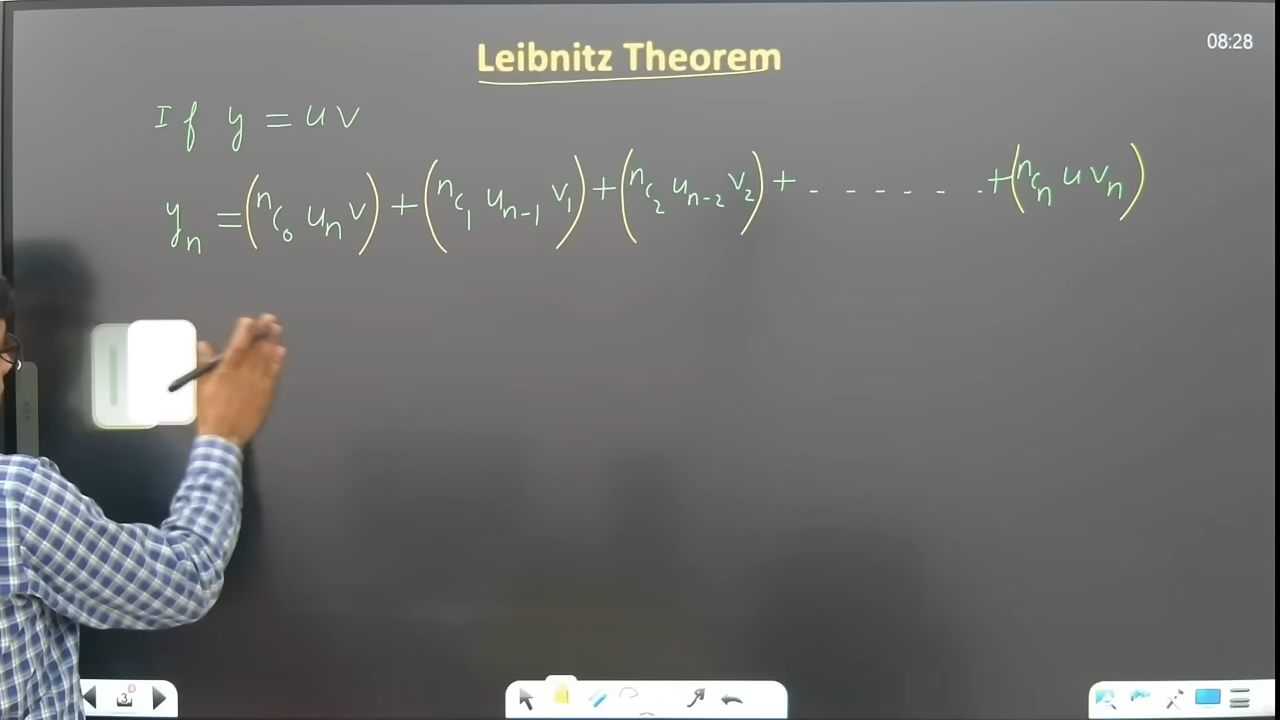 Leibnitz Theorem
08:28
If y = uv
yₙ = (ⁿC₀ uₙ v) + (ⁿC₁ uₙ₋₁ v₁) + (ⁿC₂ uₙ₋₂ v₂) + - - - - - - + (ⁿCₙ u vₙ)
3